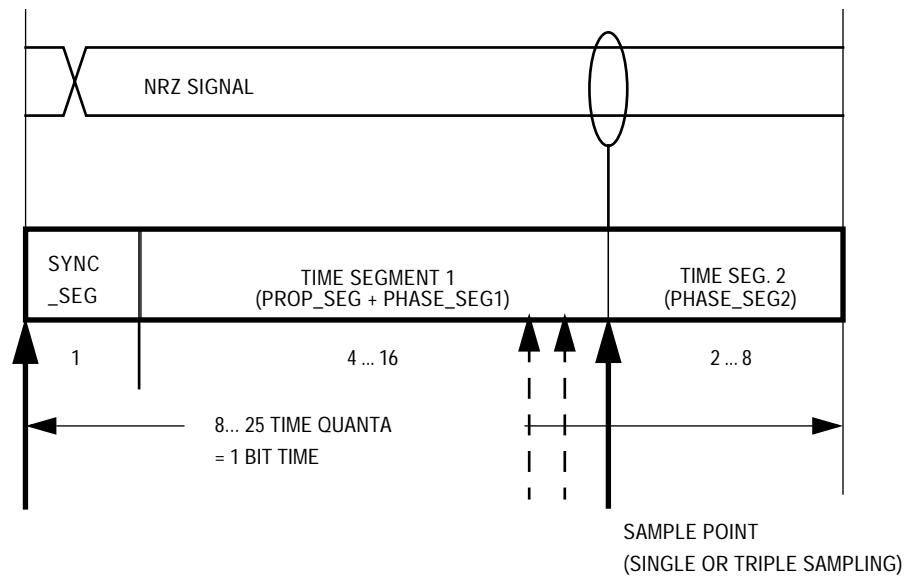 NRZ SIGNAL
SYNC
_SEG
TIME SEGMENT 1
(PROP_SEG + PHASE_SEG1)
TIME SEG. 2
(PHASE_SEG2)
1
4 ... 16
2 ... 8
8... 25 TIME QUANTA
= 1 BIT TIME
SAMPLE POINT
(SINGLE OR TRIPLE SAMPLING)